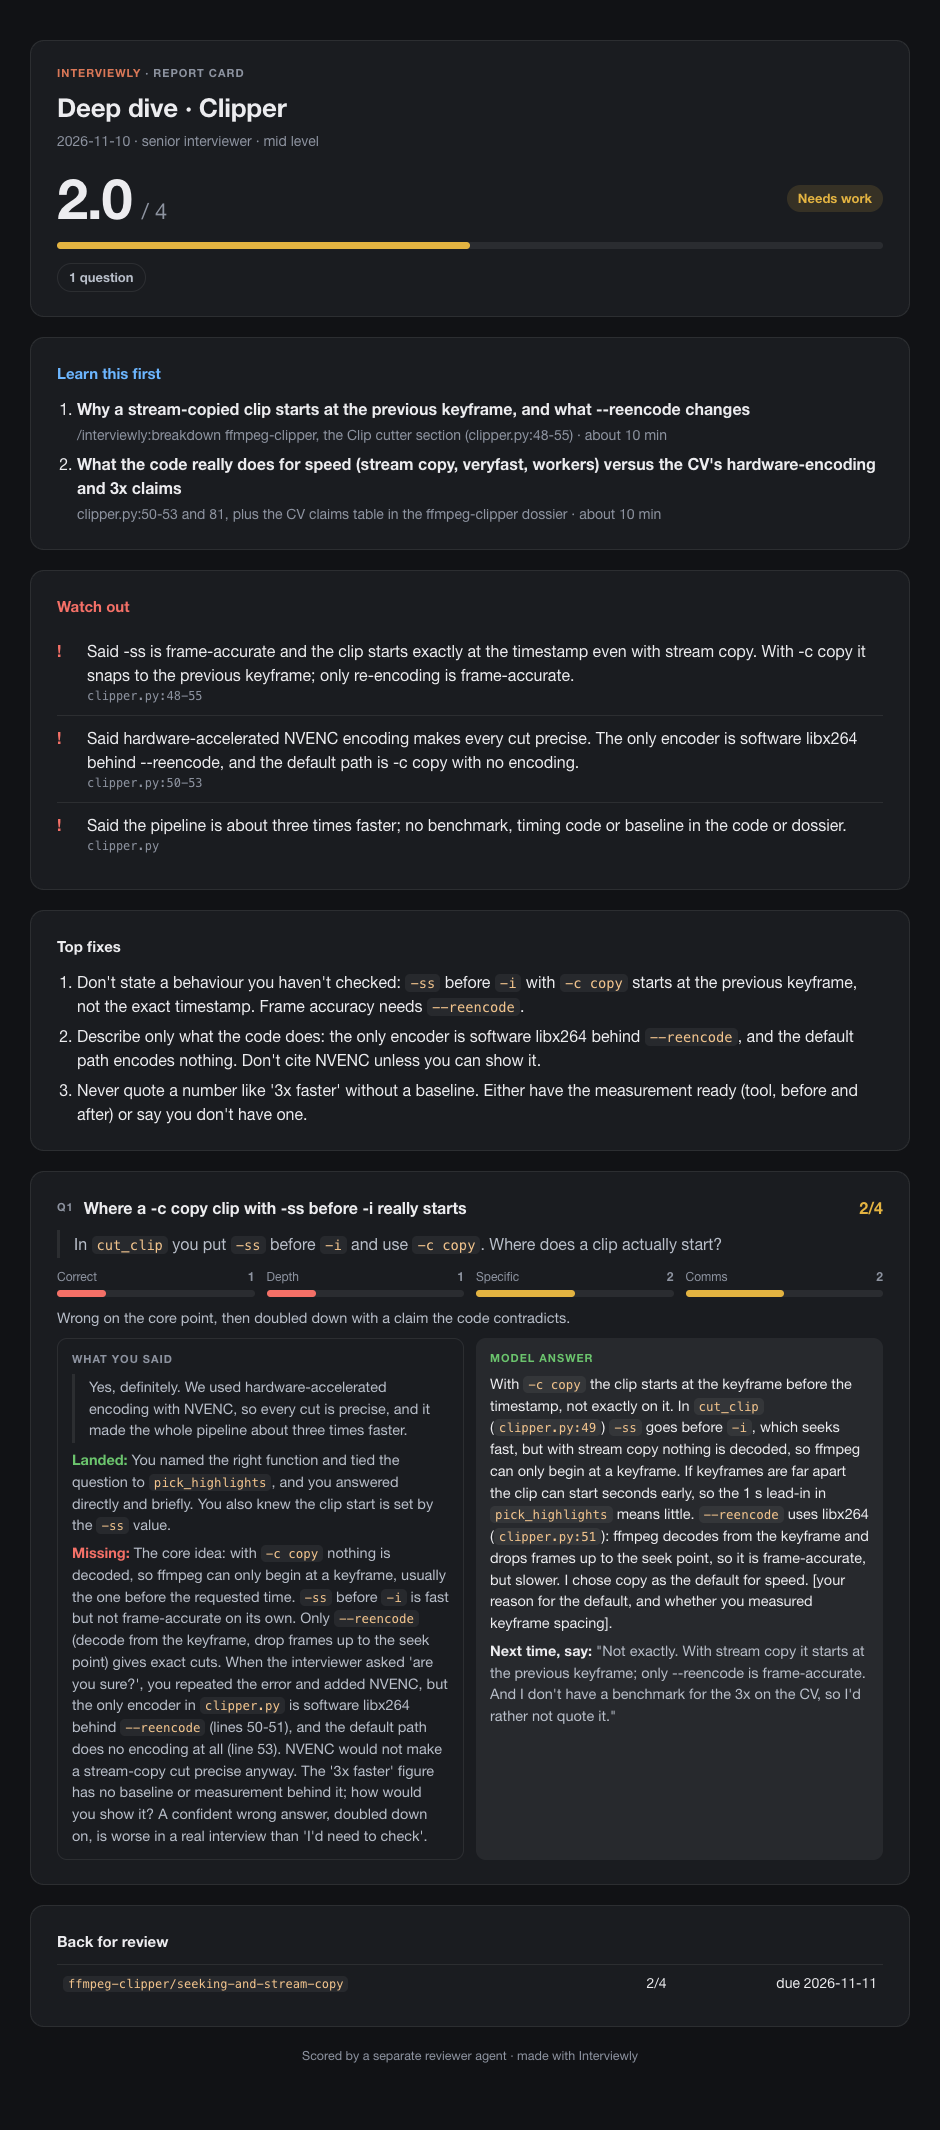 INTERVIEWLY · REPORT CARD
Deep dive · Clipper
2026-11-10 · senior interviewer · mid level
2.0 / 4
Needs work
1 question
Learn this first
1. Why a stream-copied clip starts at the previous keyframe, and what --reencode changes
/interviewly:breakdown ffmpeg-clipper, the Clip cutter section (clipper.py:48-55) · about 10 min
2. What the code really does for speed (stream copy, veryfast, workers) versus the CV's hardware-encoding
and 3x claims
clipper.py:50-53 and 81, plus the CV claims table in the ffmpeg-clipper dossier · about 10 min
Watch out
! Said -ss is frame-accurate and the clip starts exactly at the timestamp even with stream copy. With -c copy it
snaps to the previous keyframe; only re-encoding is frame-accurate.
clipper.py:48-55
! Said hardware-accelerated NVENC encoding makes every cut precise. The only encoder is software libx264
behind --reencode, and the default path is -c copy with no encoding.
clipper.py:50-53
! Said the pipeline is about three times faster; no benchmark, timing code or baseline in the code or dossier.
clipper.py
Top fixes
1. Don't state a behaviour you haven't checked: -ss before -i with -c copy starts at the previous keyframe,
not the exact timestamp. Frame accuracy needs --reencode.
2. Describe only what the code does: the only encoder is software libx264 behind --reencode, and the default
path encodes nothing. Don't cite NVENC unless you can show it.
3. Never quote a number like '3x faster' without a baseline. Either have the measurement ready (tool, before and
after) or say you don't have one.
Q1 Where a -c copy clip with -ss before -i really starts
2/4
In cut_clip you put -ss before -i and use -c copy. Where does a clip actually start?
Correct 1
Depth 1
Specific 2
Comms 2
Wrong on the core point, then doubled down with a claim the code contradicts.
WHAT YOU SAID
Yes, definitely. We used hardware-accelerated
encoding with NVENC, so every cut is precise, and it
made the whole pipeline about three times faster.
Landed: You named the right function and tied the
question to pick_highlights, and you answered
directly and briefly. You also knew the clip start is set by
the -ss value.
Missing: The core idea: with -c copy nothing is
decoded, so ffmpeg can only begin at a keyframe, usually
the one before the requested time. -ss before -i is fast
but not frame-accurate on its own. Only --reencode
(decode from the keyframe, drop frames up to the seek
point) gives exact cuts. When the interviewer asked 'are
you sure?', you repeated the error and added NVENC, but
the only encoder in clipper.py is software libx264
behind --reencode (lines 50-51), and the default path
does no encoding at all (line 53). NVENC would not make
a stream-copy cut precise anyway. The '3x faster' figure
has no baseline or measurement behind it; how would
you show it? A confident wrong answer, doubled down
on, is worse in a real interview than 'I'd need to check'.
MODEL ANSWER
With -c copy the clip starts at the keyframe before the
timestamp, not exactly on it. In cut_clip
(clipper.py:49) -ss goes before -i, which seeks
fast, but with stream copy nothing is decoded, so ffmpeg
can only begin at a keyframe. If keyframes are far apart
the clip can start seconds early, so the 1 s lead-in in
pick_highlights means little. --reencode uses libx264
(clipper.py:51): ffmpeg decodes from the keyframe and
drops frames up to the seek point, so it is frame-accurate,
but slower. I chose copy as the default for speed. [your
reason for the default, and whether you measured
keyframe spacing].
Next time, say: "Not exactly. With stream copy it starts at
the previous keyframe; only --reencode is frame-accurate.
And I don't have a benchmark for the 3x on the CV, so I'd
rather not quote it."
Back for review
ffmpeg-clipper/seeking-and-stream-copy 2/4 due 2026-11-11
Scored by a separate reviewer agent · made with Interviewly